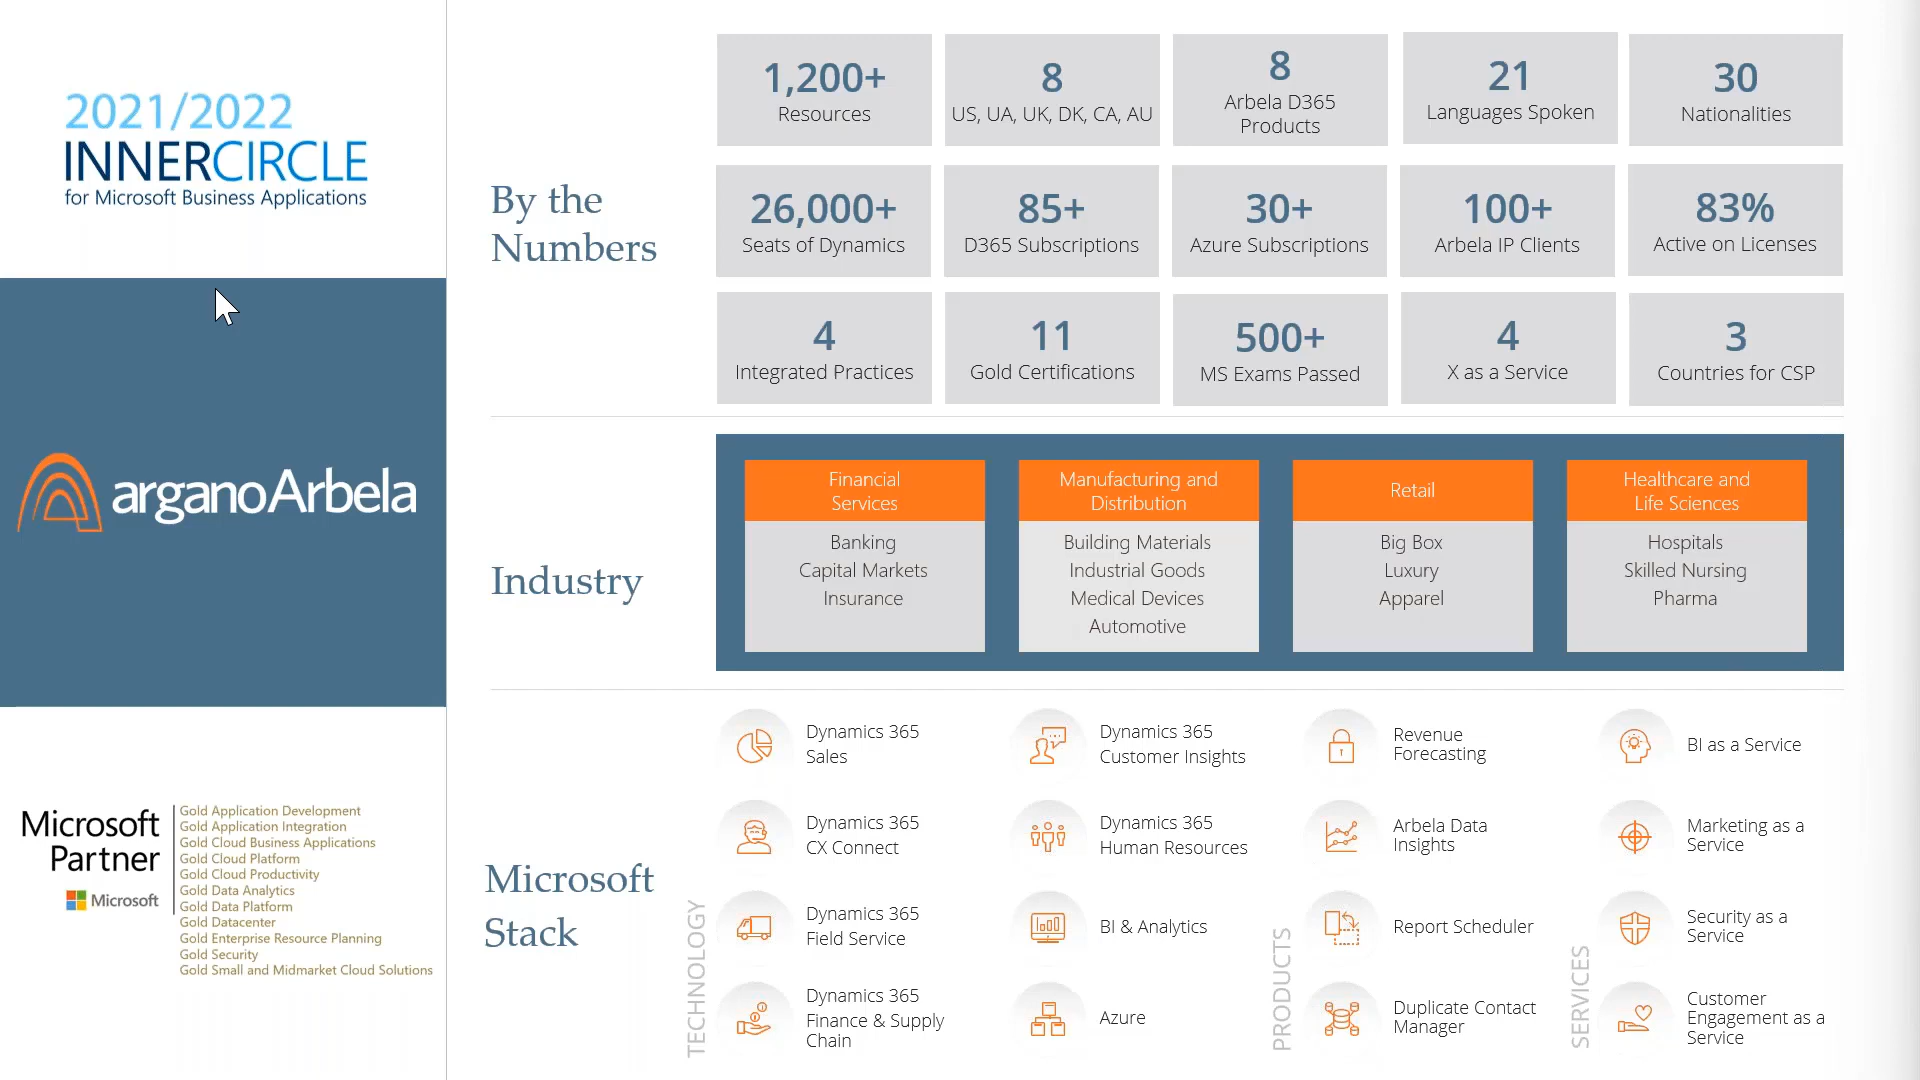 2021/2022
INNERCIRCLE
for Microsoft Business Applications
arganoArbela
Microsoft
Partner
Microsoft
Gold Application Development
Gold Application Integration
Gold Cloud Business Applications
Gold Cloud Platform
Gold Cloud Productivity
Gold Data Analytics
Gold Data Platform
Gold Datacenter
Gold Enterprise Resource Planning
Gold Security
Gold Small and Midmarket Cloud Solutions
By the
Numbers
1,200+
Resources
8
US, UA, UK, DK, CA, AU
8
Arbela D365
Products
21
Languages Spoken
30
Nationalities
26,000+
Seats of Dynamics
85+
D365 Subscriptions
30+
Azure Subscriptions
100+
Arbela IP Clients
83%
Active on Licenses
4
Integrated Practices
11
Gold Certifications
500+
MS Exams Passed
4
X as a Service
3
Countries for CSP
Industry
Financial
Services
Banking
Capital Markets
Insurance
Manufacturing and
Distribution
Building Materials
Industrial Goods
Medical Devices
Automotive
Retail
Big Box
Luxury
Apparel
Healthcare and
Life Sciences
Hospitals
Skilled Nursing
Pharma
Microsoft
Stack
TECHNOLOGY
Dynamics 365
Sales
Dynamics 365
CX Connect
Dynamics 365
Field Service
Dynamics 365
Finance & Supply
Chain
Dynamics 365
Customer Insights
Dynamics 365
Human Resources
BI & Analytics
Azure
PRODUCTS
Revenue
Forecasting
Arbela Data
Insights
Report Scheduler
Duplicate Contact
Manager
SERVICES
BI as a Service
Marketing as a
Service
Security as a
Service
Customer
Engagement as a
Service